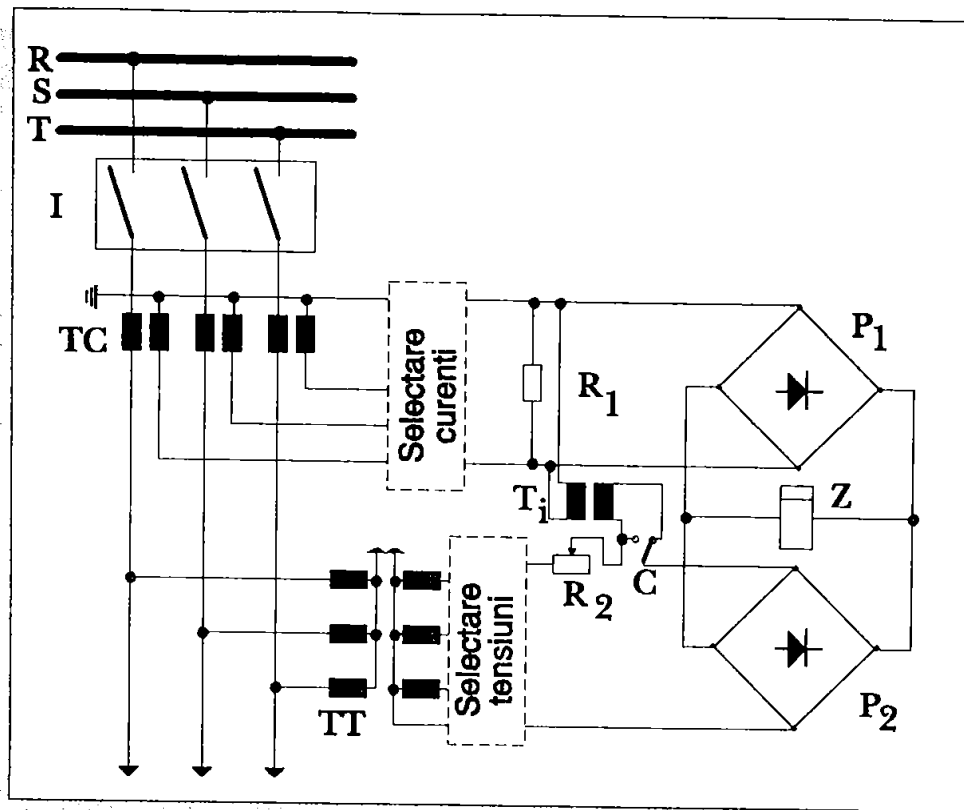 R
S
T
I
TC
Selectare
curenti
R1
P1
Ti
Z
R2
C
Selectare
tensiuni
TT
P2